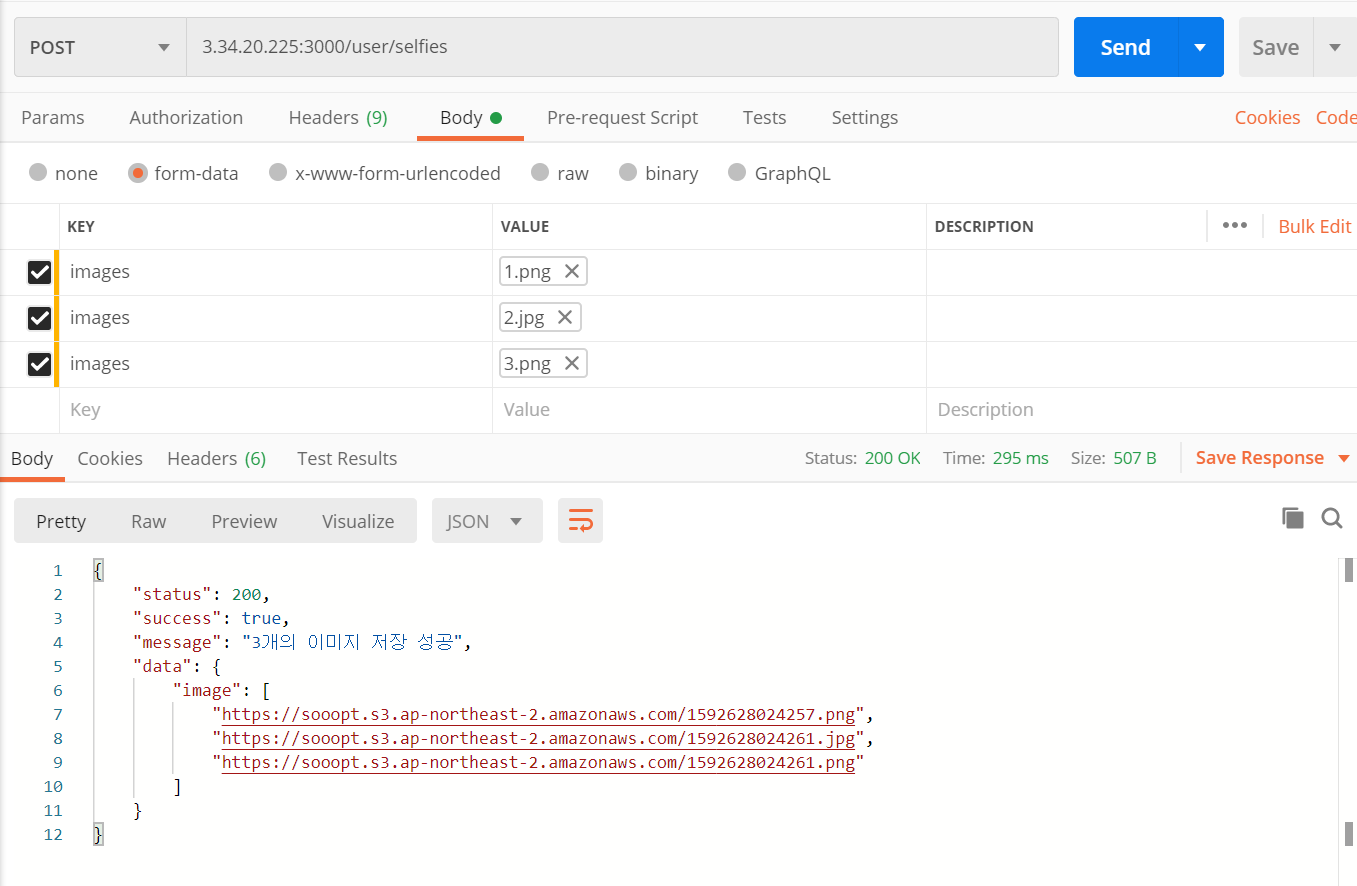 POST 3.34.20.225:3000/user/selfies Send Save
Params Authorization Headers (9) Body Pre-request Script Tests Settings Cookies Code
none form-data x-www-form-urlencoded raw binary GraphQL
KEY VALUE DESCRIPTION ••• Bulk Edit
images 1.png
images 2.jpg
images 3.png
Key Value Description
Body Cookies Headers (6) Test Results Status: 200 OK Time: 295 ms Size: 507 B Save Response
Pretty Raw Preview Visualize JSON
1 {
2 "status": 200,
3 "success": true,
4 "message": "3개의 이미지 저장 성공",
5 "data": {
6 "image": [
7 "https://sooopt.s3.ap-northeast-2.amazonaws.com/1592628024257.png",
8 "https://sooopt.s3.ap-northeast-2.amazonaws.com/1592628024261.jpg",
9 "https://sooopt.s3.ap-northeast-2.amazonaws.com/1592628024261.png"
10 ]
11 }
12 }